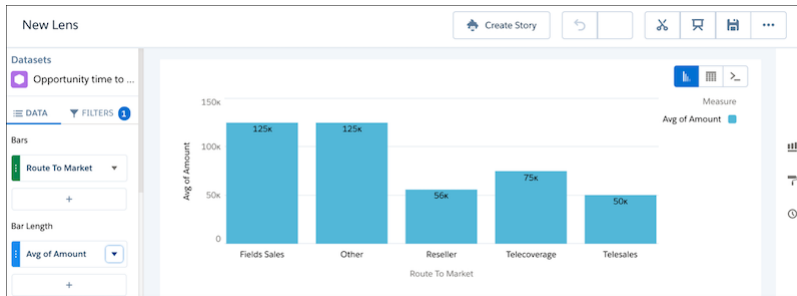 New Lens
Create Story
Datasets
Opportunity time to ...
DATA
FILTERS 1
Bars
Route To Market
+
Bar Length
Avg of Amount
+
Measure
Avg of Amount
Avg of Amount
150K
100K
50K
0
125K
125K
56K
75K
50K
Fields Sales
Other
Reseller
Telecoverage
Telesales
Route To Market